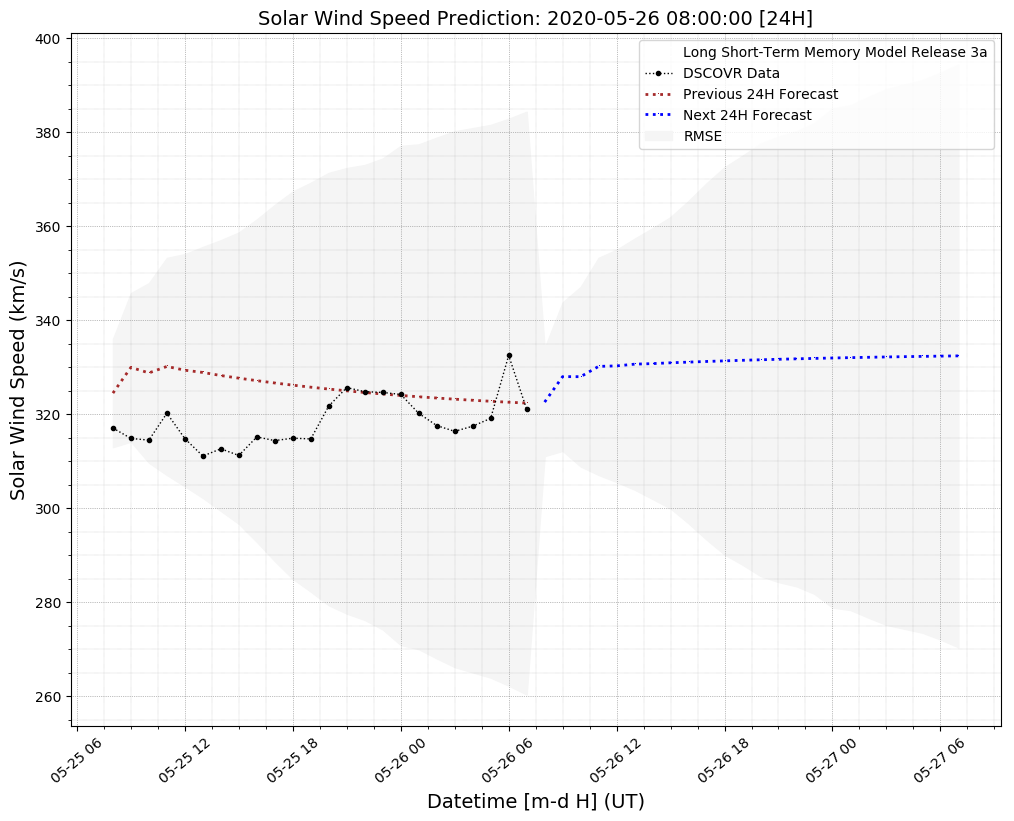 Solar Wind Speed Prediction: 2020-05-26 08:00:00 [24H]
Long Short-Term Memory Model Release 3a
DSCOVR Data
Previous 24H Forecast
Next 24H Forecast
RMSE
Solar Wind Speed (km/s)
400
380
360
340
320
300
280
260
05-25 06
05-25 12
05-25 18
05-26 00
05-26 06
05-26 12
05-26 18
05-27 00
05-27 06
Datetime [m-d H] (UT)